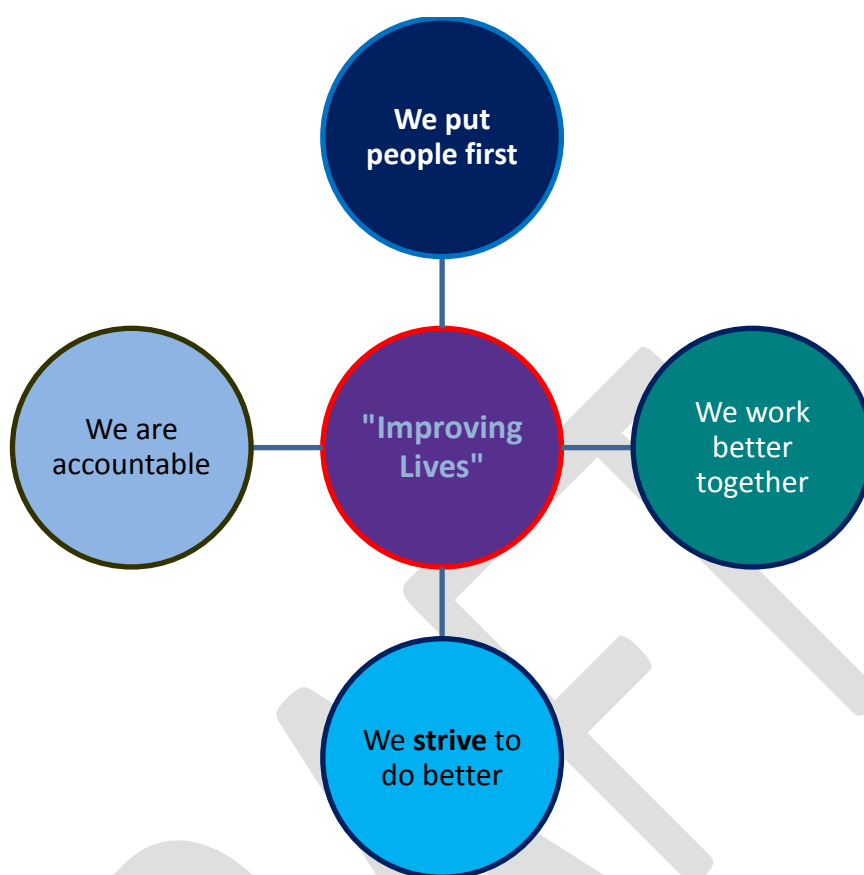 We put
people first
We are
accountable
"Improving
Lives"
We work
better
together
We strive to
do better